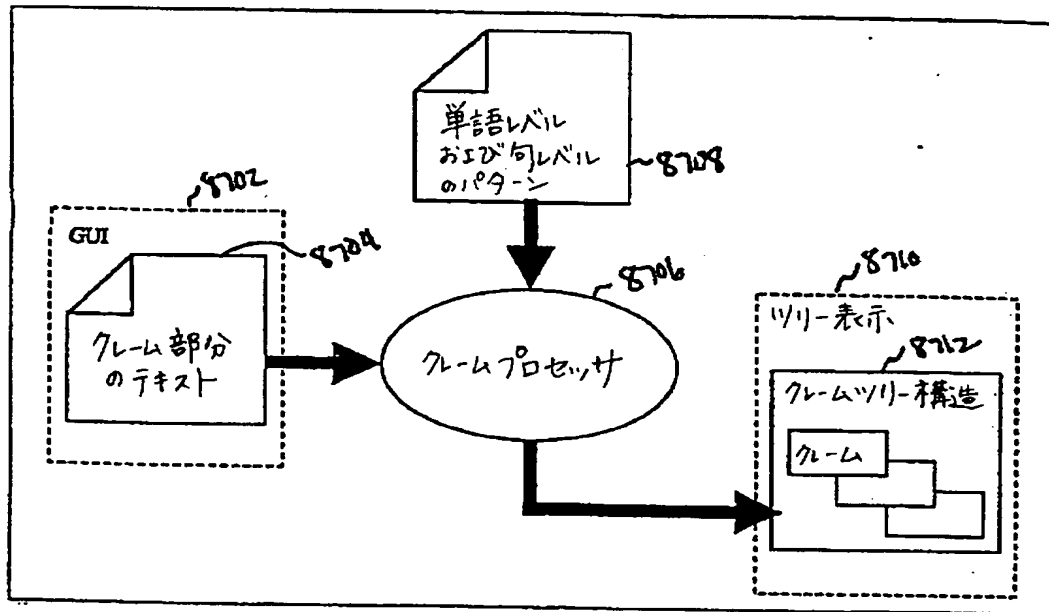 単語レベル
および句レベル
のパターン
8708
8702
GUI
8704
クレーム部分
のテキスト
8706
クレームプロセッサ
8710
ツリー表示
8712
クレームツリー構造
クレーム